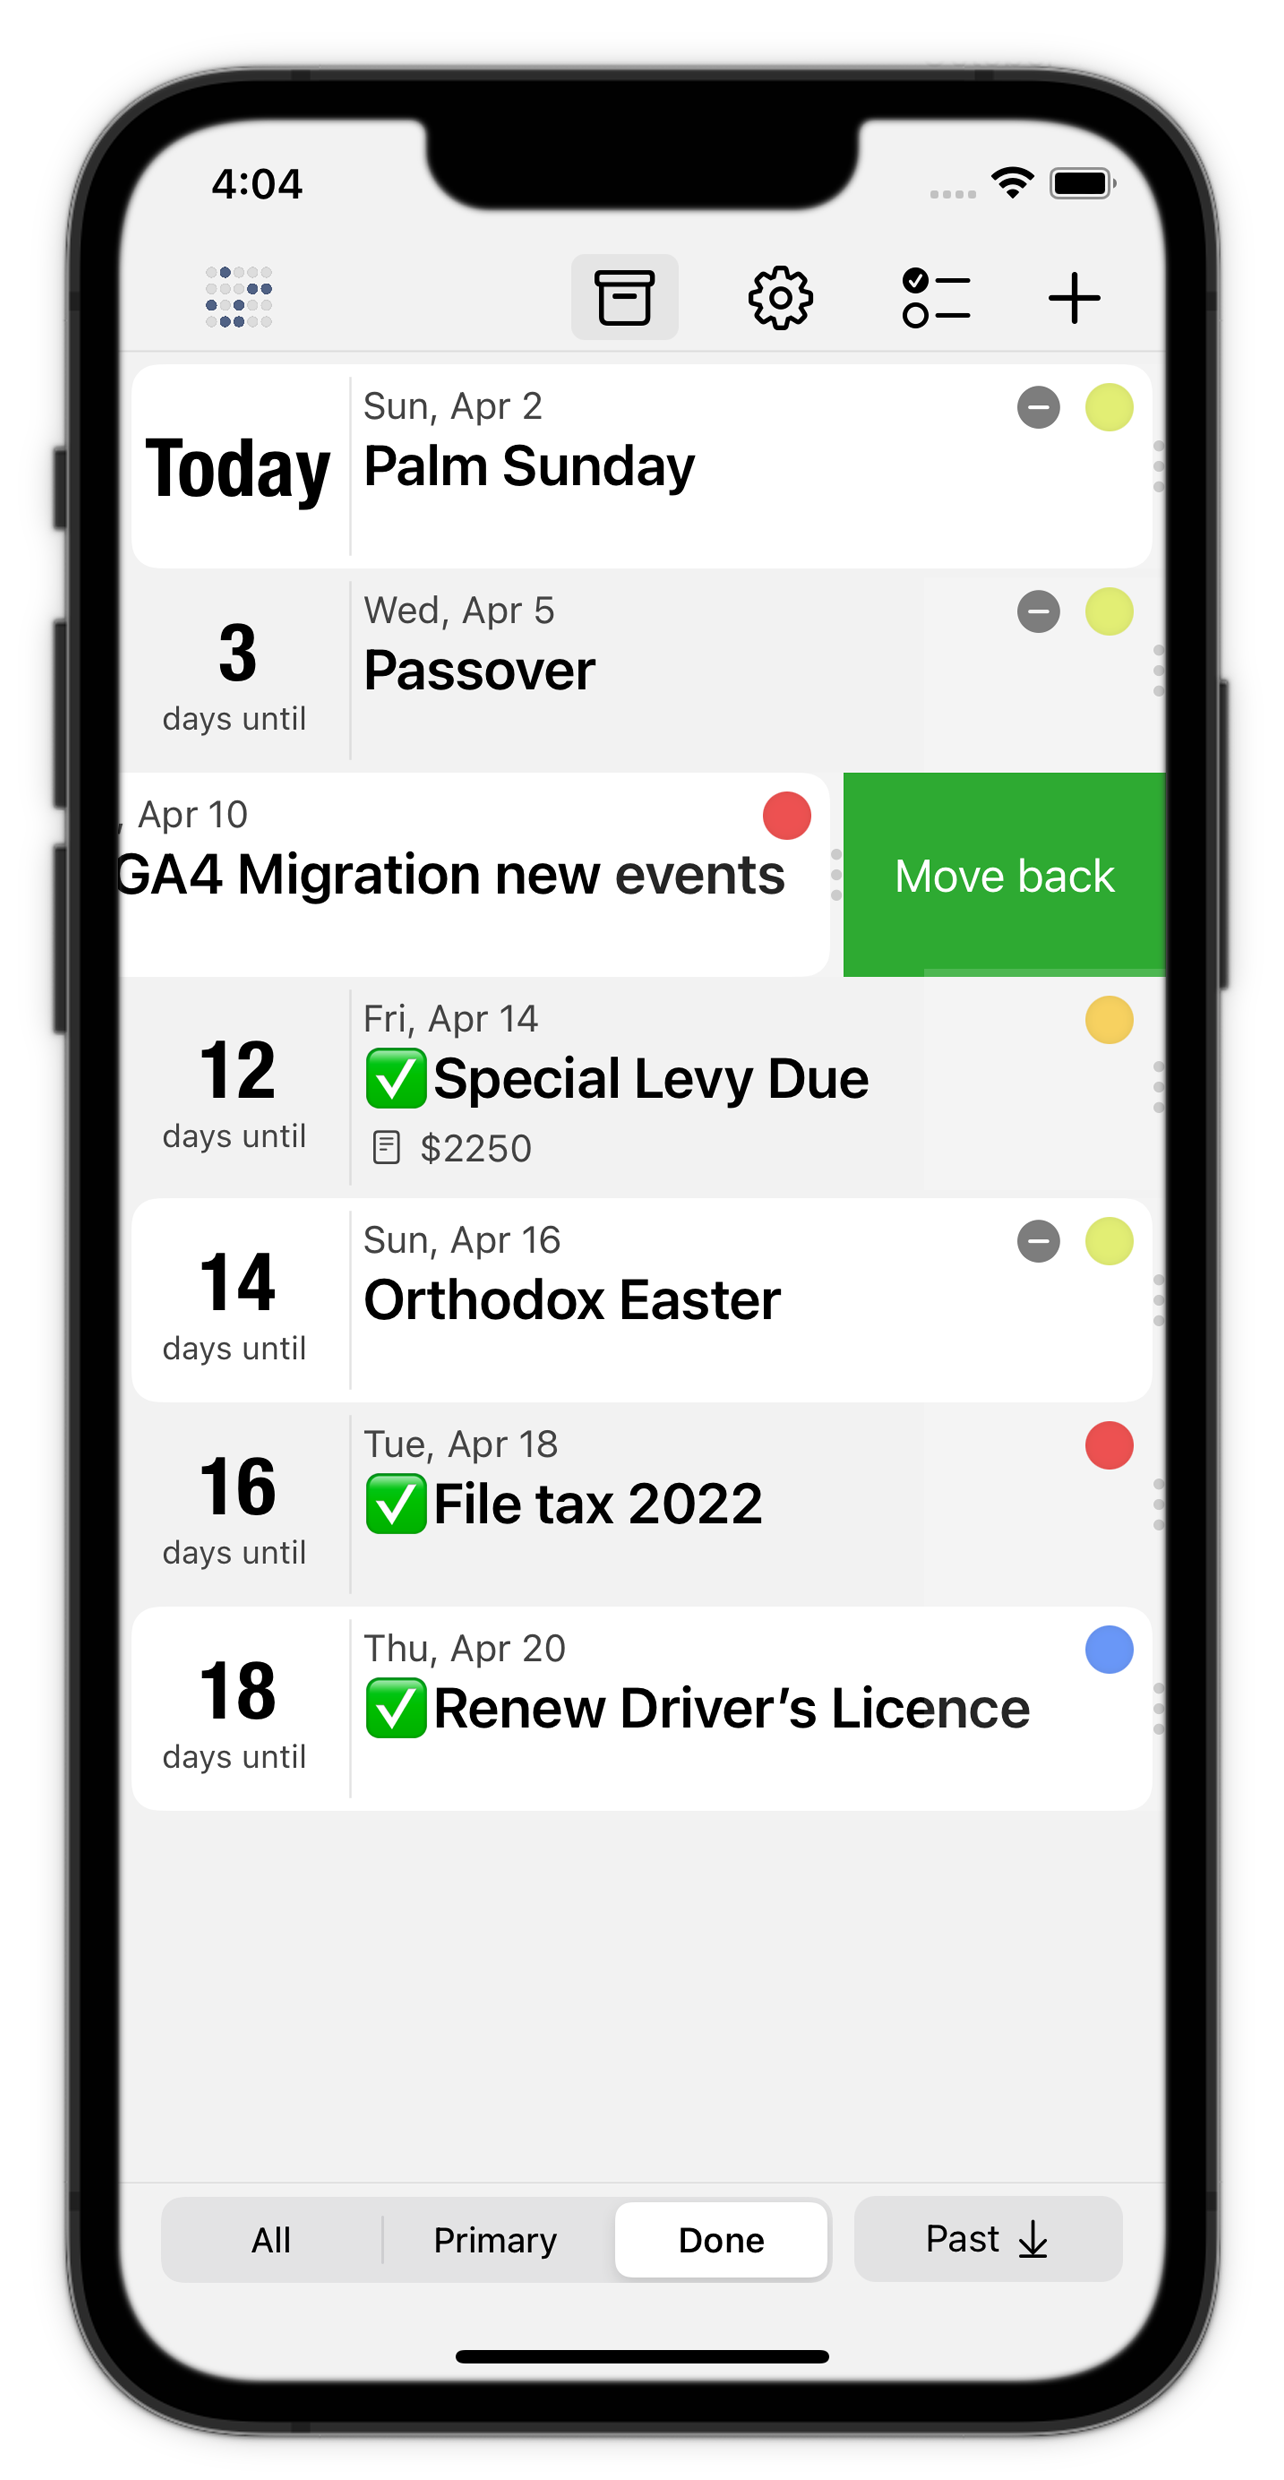 4:04
Sun, Apr 2
Today
Palm Sunday
Wed, Apr 5
3
days until
Passover
, Apr 10
GA4 Migration new events
Move back
Fri, Apr 14
12
days until
✅Special Levy Due
$2250
Sun, Apr 16
14
days until
Orthodox Easter
Tue, Apr 18
16
days until
✅File tax 2022
Thu, Apr 20
18
days until
✅Renew Driver’s Licence
All
Primary
Done
Past ↓